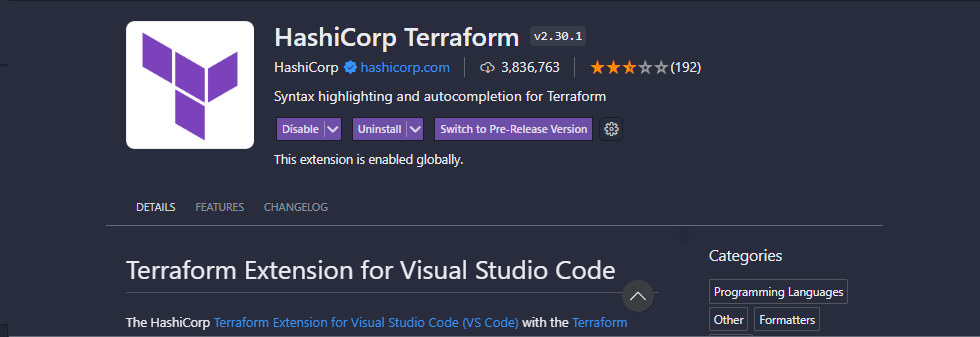 HashiCorp Terraform v2.30.1
HashiCorp hashicorp.com 3,836,763 (192)
Syntax highlighting and autocompletion for Terraform
Disable Uninstall Switch to Pre-Release Version
This extension is enabled globally.
DETAILS FEATURES CHANGELOG
Terraform Extension for Visual Studio Code
The HashiCorp Terraform Extension for Visual Studio Code (VS Code) with the Terraform
Categories
Programming Languages
Other Formatters